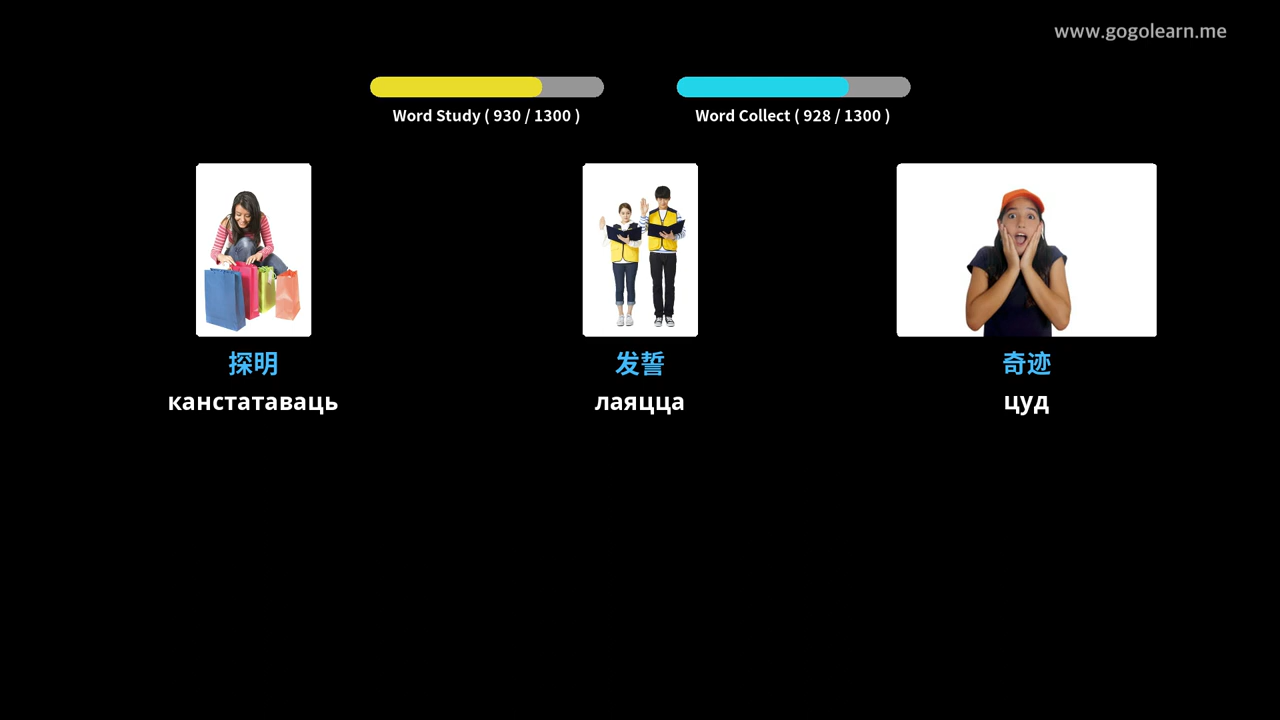 www.gogolearn.me
Word Study ( 930 / 1300 )
Word Collect ( 928 / 1300 )
探明
канстатаваць
发誓
лаяцца
奇迹
цуд